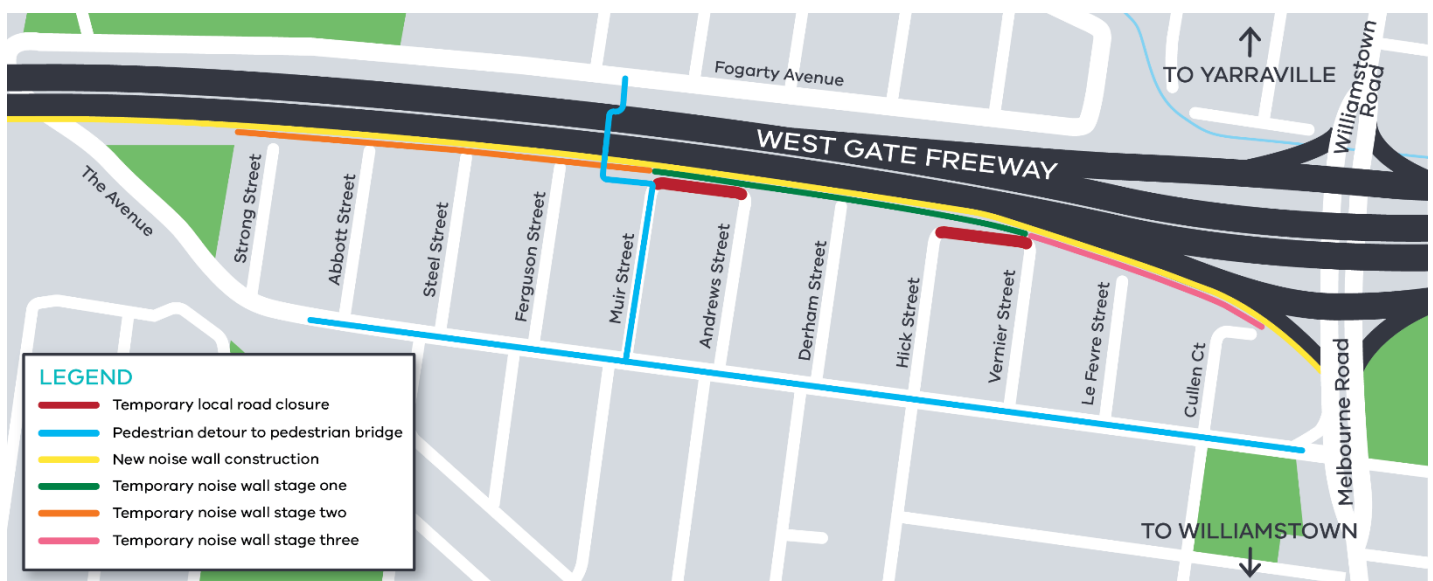 Fogarty Avenue
TO YARRAVILLE
Williamstown
Road
WEST GATE FREEWAY
The Avenue
Strong Street
Abbott Street
Steel Street
Ferguson Street
Muir Street
Andrews Street
Derham Street
Hick Street
Vernier Street
Le Fevre Street
Cullen Ct
Melbourne Road
TO WILLIAMSTOWN
LEGEND
Temporary local road closure
Pedestrian detour to pedestrian bridge
New noise wall construction
Temporary noise wall stage one
Temporary noise wall stage two
Temporary noise wall stage three